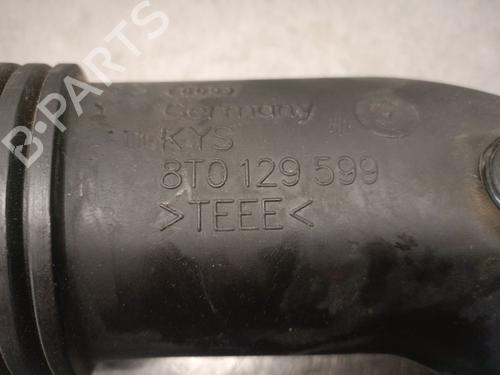 Germany
KYS
8T0 129 599
>TEEE<
B-PARTS